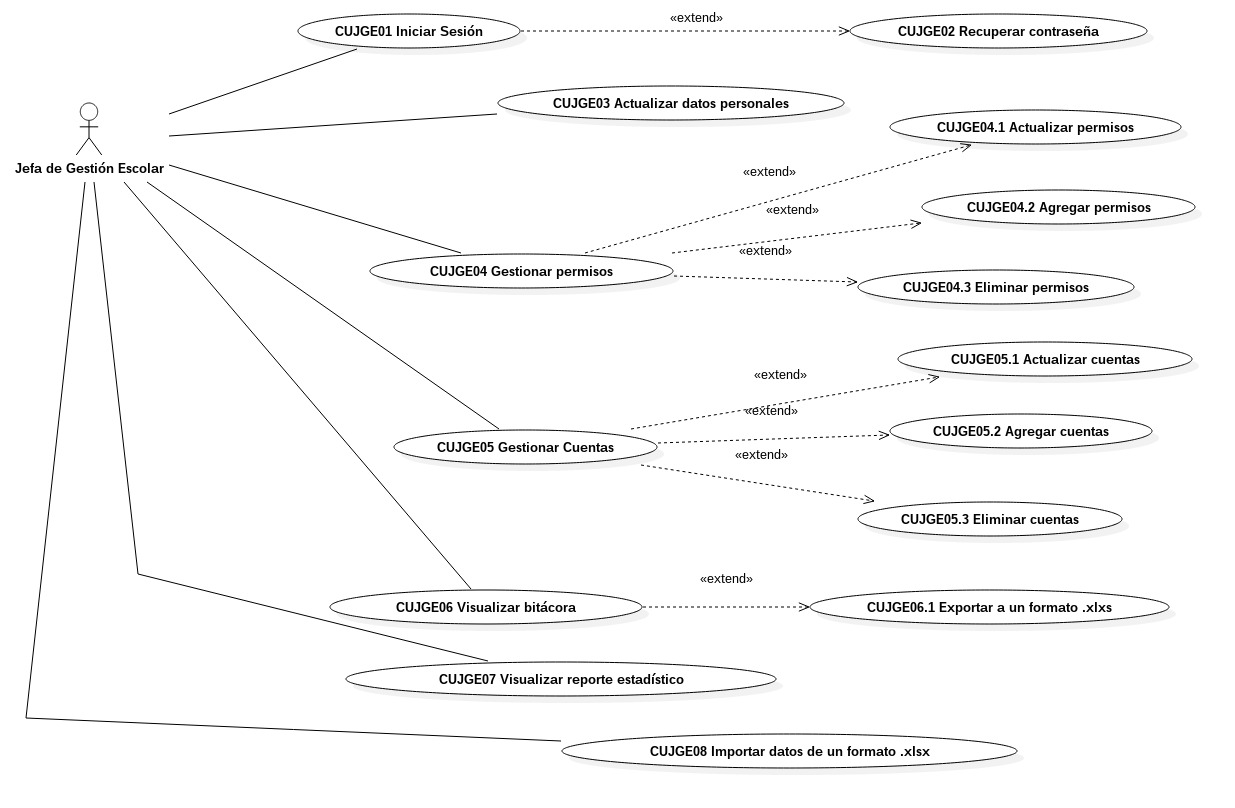 «extend»
CUJGE01 Iniciar Sesión
CUJGE02 Recuperar contraseña
CUJGE03 Actualizar datos personales
CUJGE04.1 Actualizar permisos
Jefa de Gestión Escolar
«extend»
CUJGE04.2 Agregar permisos
«extend»
«extend»
CUJGE04 Gestionar permisos
CUJGE04.3 Eliminar permisos
CUJGE05.1 Actualizar cuentas
«extend»
«extend»
CUJGE05.2 Agregar cuentas
CUJGE05 Gestionar Cuentas
«extend»
CUJGE05.3 Eliminar cuentas
«extend»
CUJGE06 Visualizar bitácora
CUJGE06.1 Exportar a un formato .xlxs
CUJGE07 Visualizar reporte estadístico
CUJGE08 Importar datos de un formato .xlsx